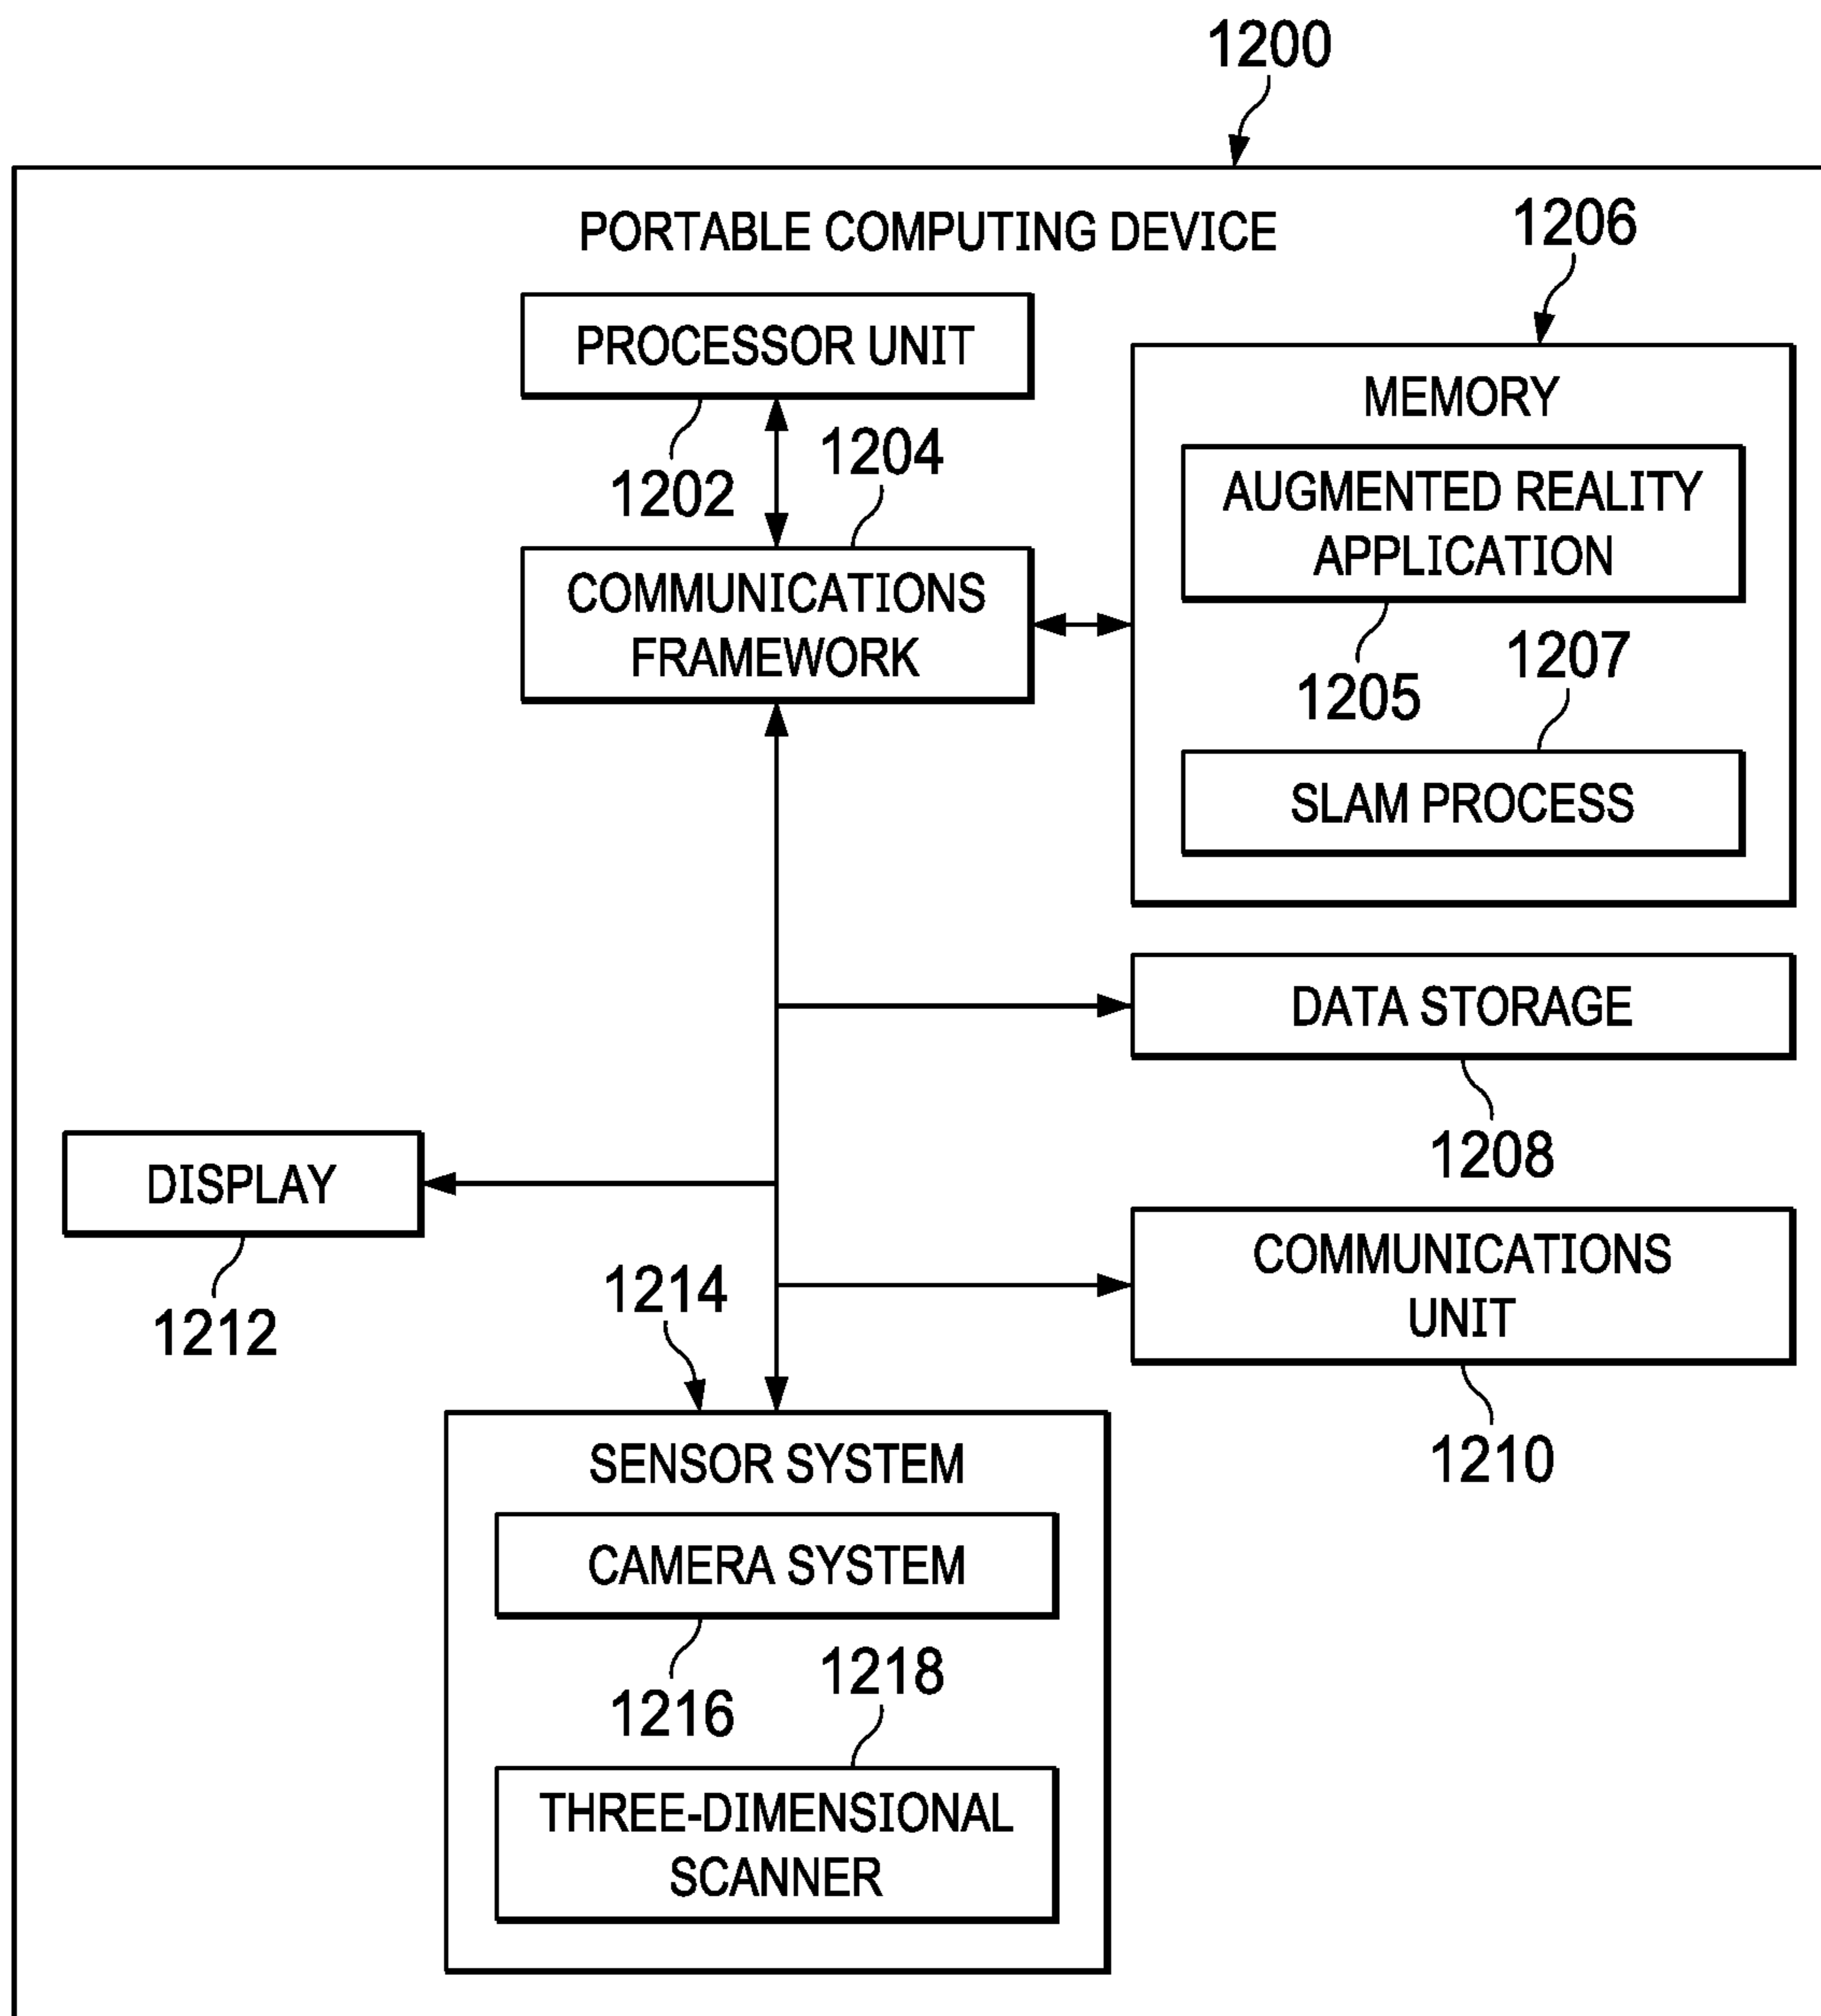 1200
PORTABLE COMPUTING DEVICE
1206
PROCESSOR UNIT
MEMORY
1202
1204
AUGMENTED REALITY
APPLICATION
COMMUNICATIONS
FRAMEWORK
1205
1207
SLAM PROCESS
DATA STORAGE
1208
DISPLAY
1212
COMMUNICATIONS
UNIT
1210
1214
SENSOR SYSTEM
CAMERA SYSTEM
1216
1218
THREE-DIMENSIONAL
SCANNER